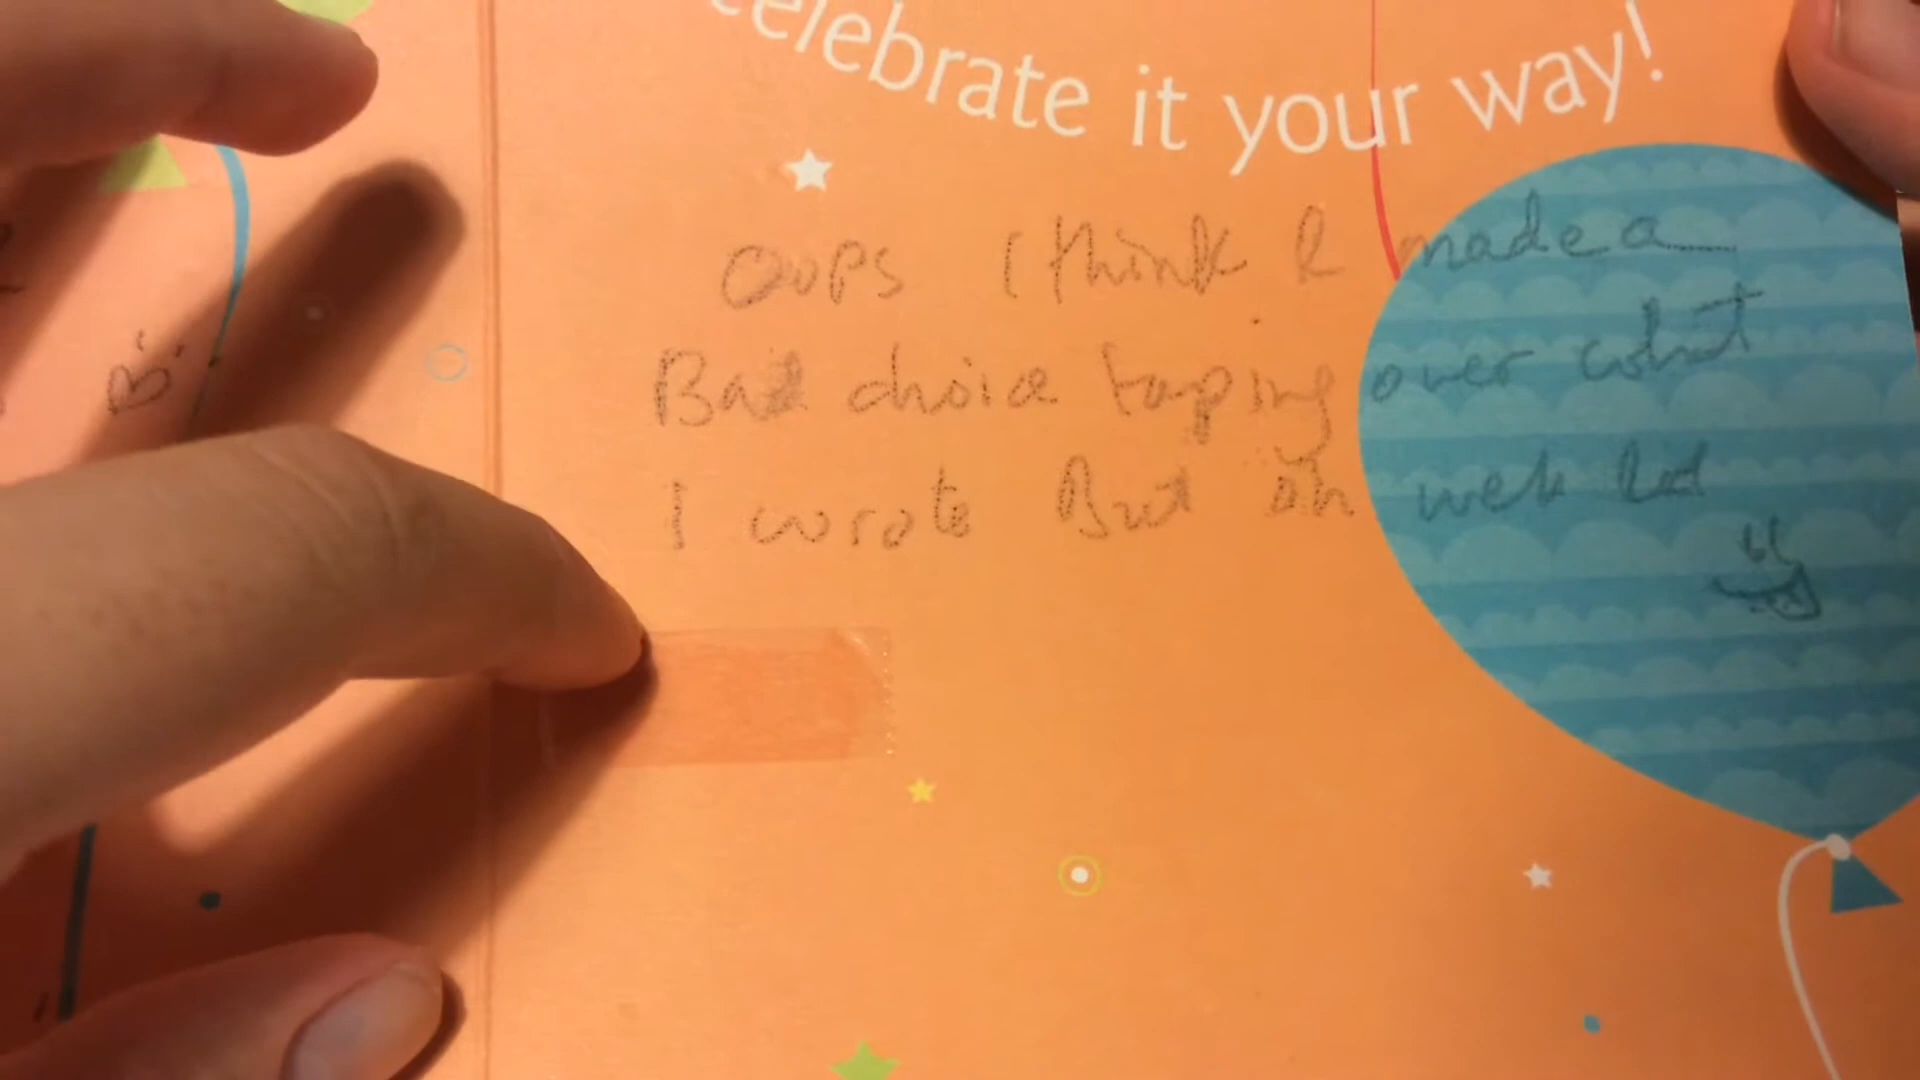 celebrate it your way!
oops I think I made a
Bad choice taping over what
I wrote But oh well lol